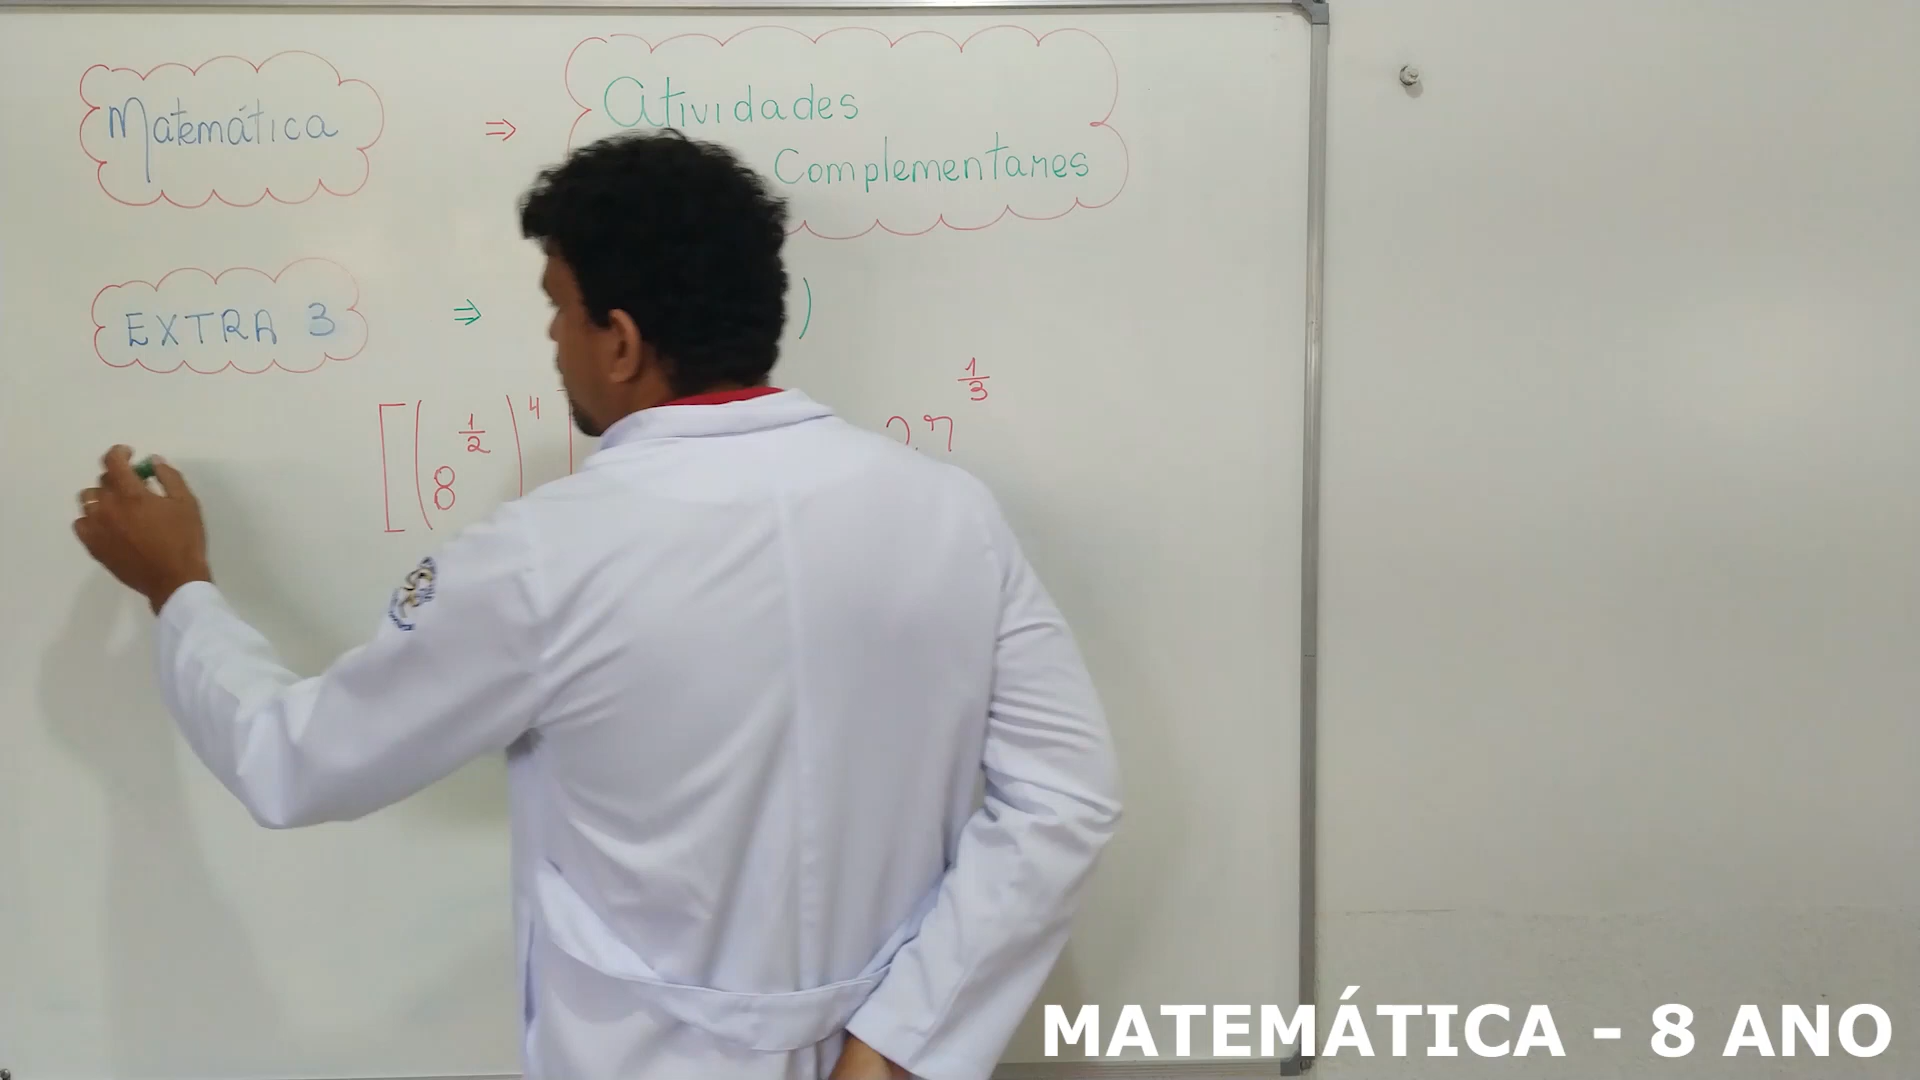 Matemática ⇒ Atividades
Complementares
EXTRA 3 ⇒ )
[(8^{1/2})^4 27^{1/3}
MATEMÁTICA - 8 ANO